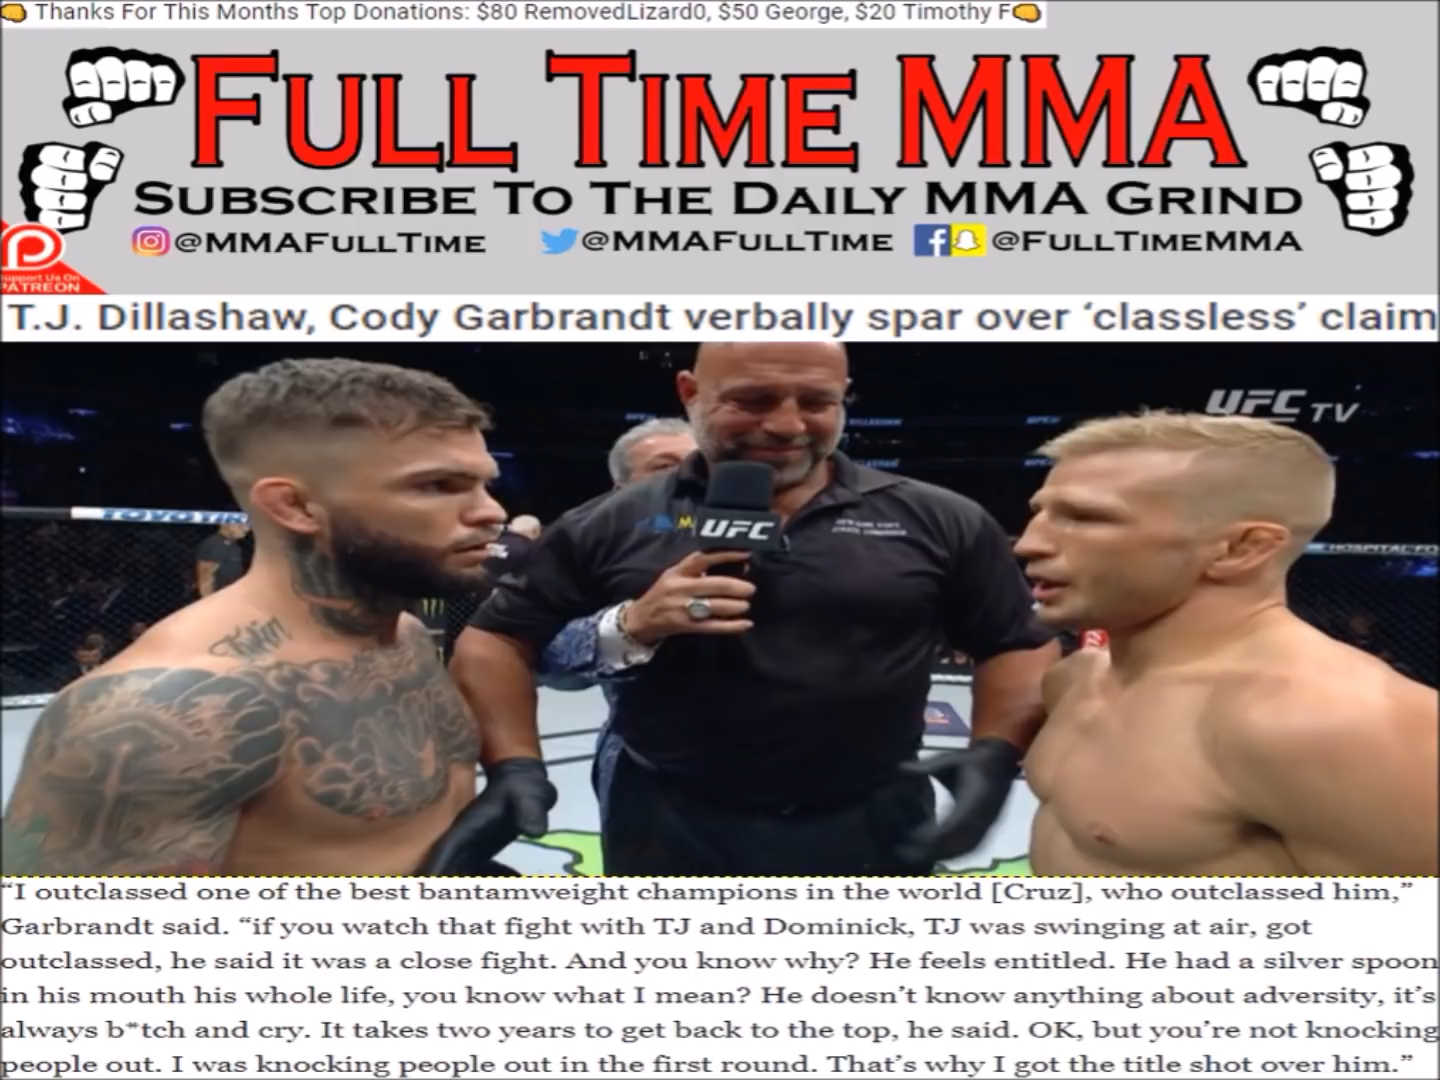 Thanks For This Months Top Donations: $80 RemovedLizard0, $50 George, $20 Timothy F
FULL TIME MMA
SUBSCRIBE TO THE DAILY MMA GRIND
@MMAFULLTIME @MMAFULLTIME @FULLTIMEMMA
Support Us On
PATREON
T.J. Dillashaw, Cody Garbrandt verbally spar over ‘classless’ claim
UFC TV
TOYO TIR
UFC
HOSPITAL FO
“I outclassed one of the best bantamweight champions in the world [Cruz], who outclassed him,”
Garbrandt said. “if you watch that fight with TJ and Dominick, TJ was swinging at air, got
outclassed, he said it was a close fight. And you know why? He feels entitled. He had a silver spoon
in his mouth his whole life, you know what I mean? He doesn’t know anything about adversity, it’s
always b*tch and cry. It takes two years to get back to the top, he said. OK, but you’re not knocking
people out. I was knocking people out in the first round. That’s why I got the title shot over him.”